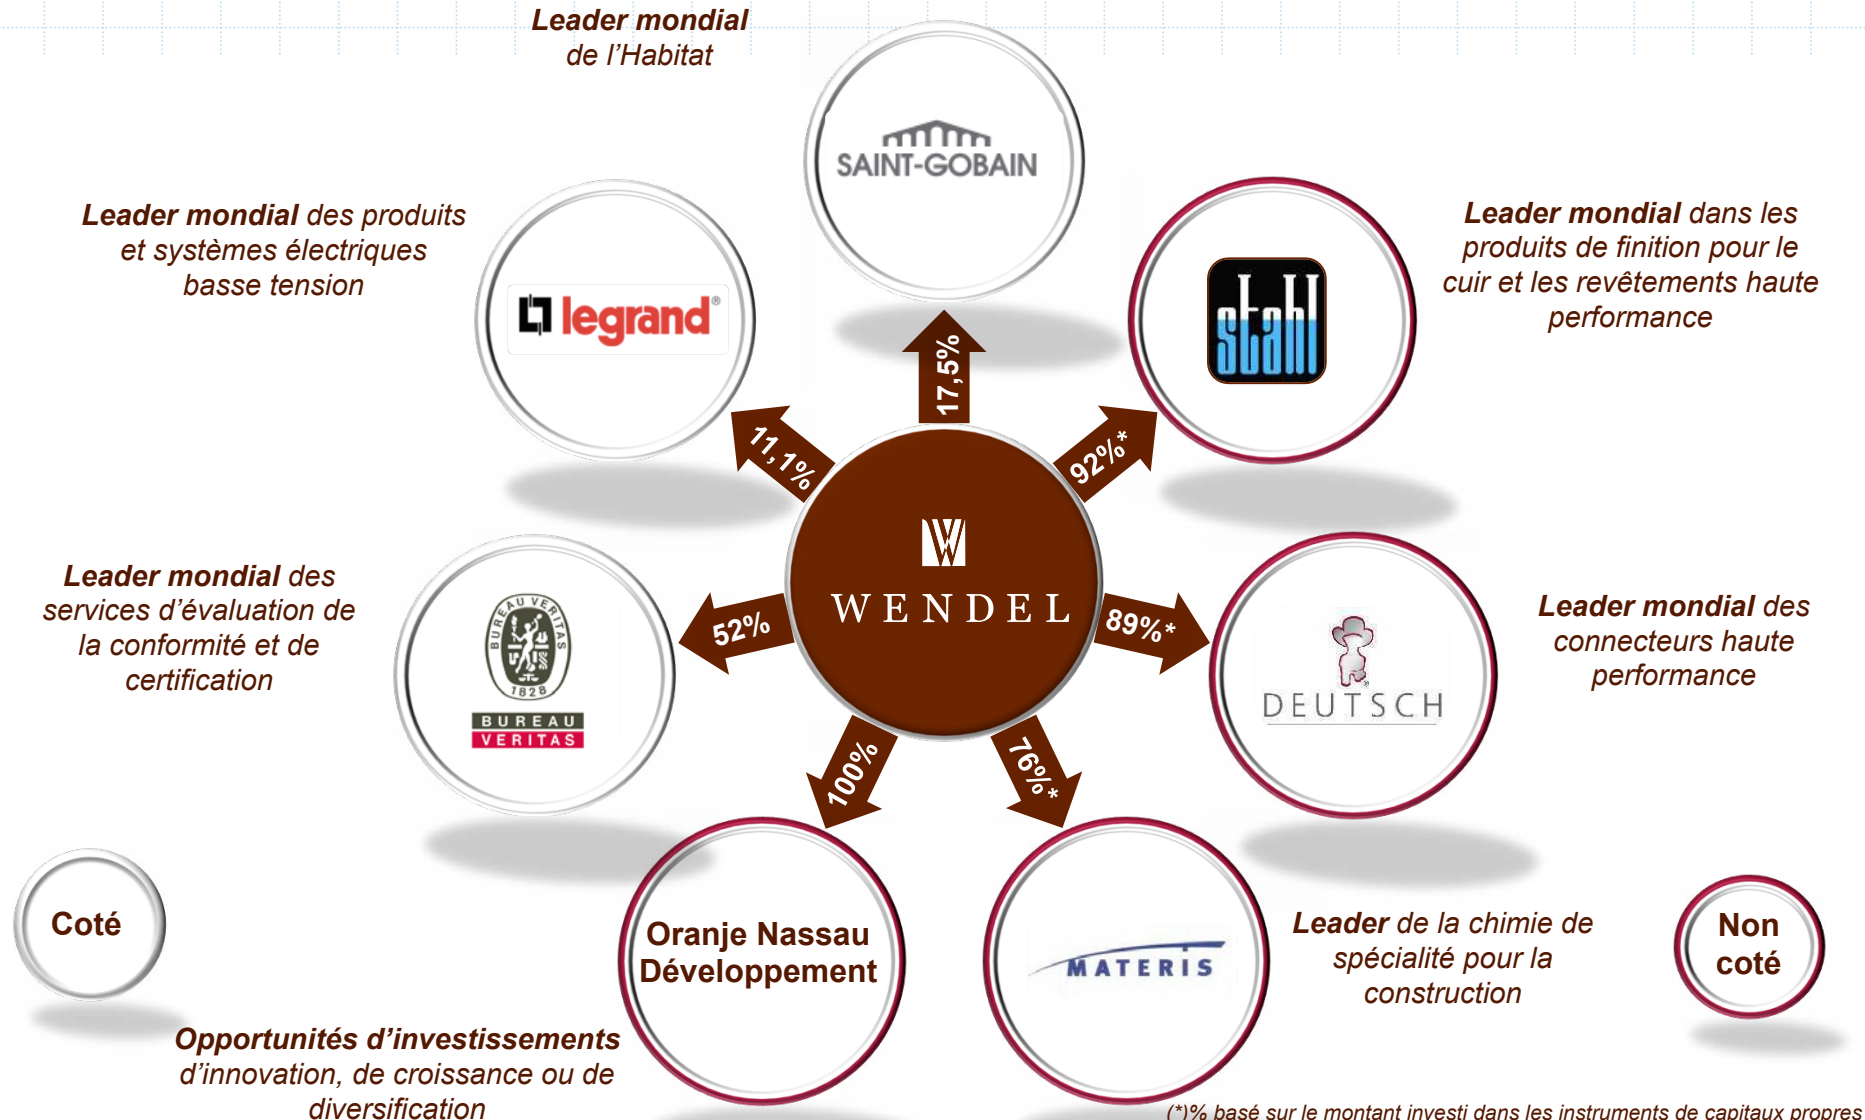 Leader mondial
de l'Habitat
SAINT-GOBAIN
17,5%
Leader mondial des produits
et systèmes électriques
basse tension
legrand®
11,1%
Leader mondial dans les
produits de finition pour le
cuir et les revêtements haute
performance
stahl
92%*
WENDEL
Leader mondial des
services d'évaluation de
la conformité et de
certification
BUREAU VERITAS
1828
BUREAU
VERITAS
52%
Leader mondial des
connecteurs haute
performance
DEUTSCH
89%*
100%
76%*
Coté
Oranje Nassau
Développement
Opportunités d'investissements
d'innovation, de croissance ou de
diversification
MATERIS
Leader de la chimie de
spécialité pour la
construction
Non
coté
(*)% basé sur le montant investi dans les instruments de capitaux propres